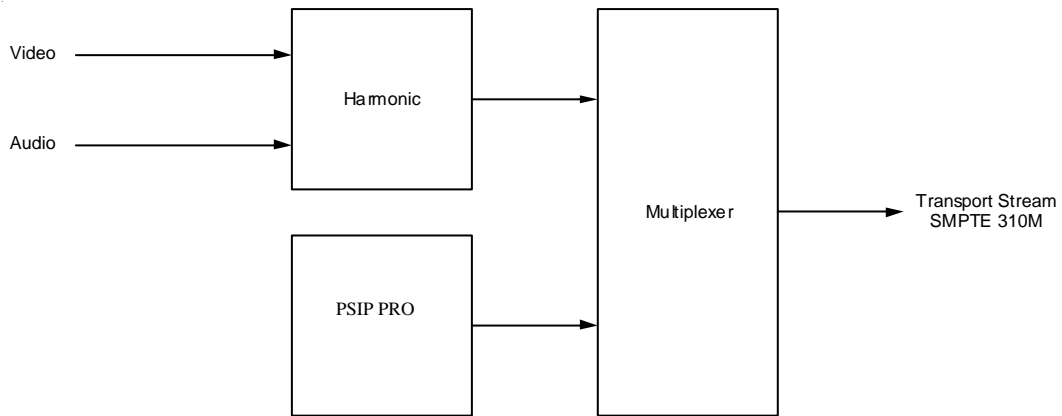 Video
Harmonic
Audio
Multiplexer
Transport Stream
SMPTE 310M
PSIP PRO